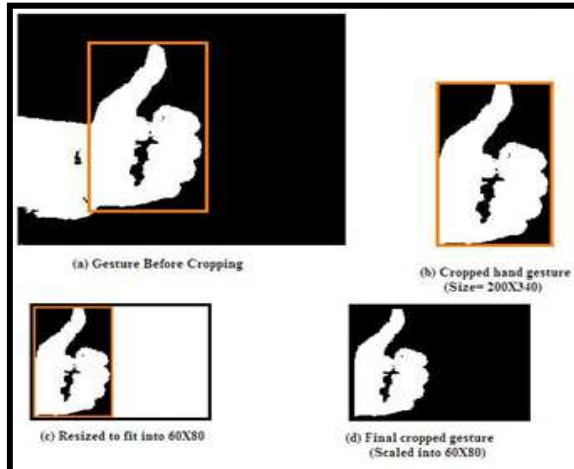 (a) Gesture Before Cropping
(b) Cropped hand gesture
(Size= 200X340)
(c) Resized to fit into 60X80
(d) Final cropped gesture
(Scaled into 60X80)